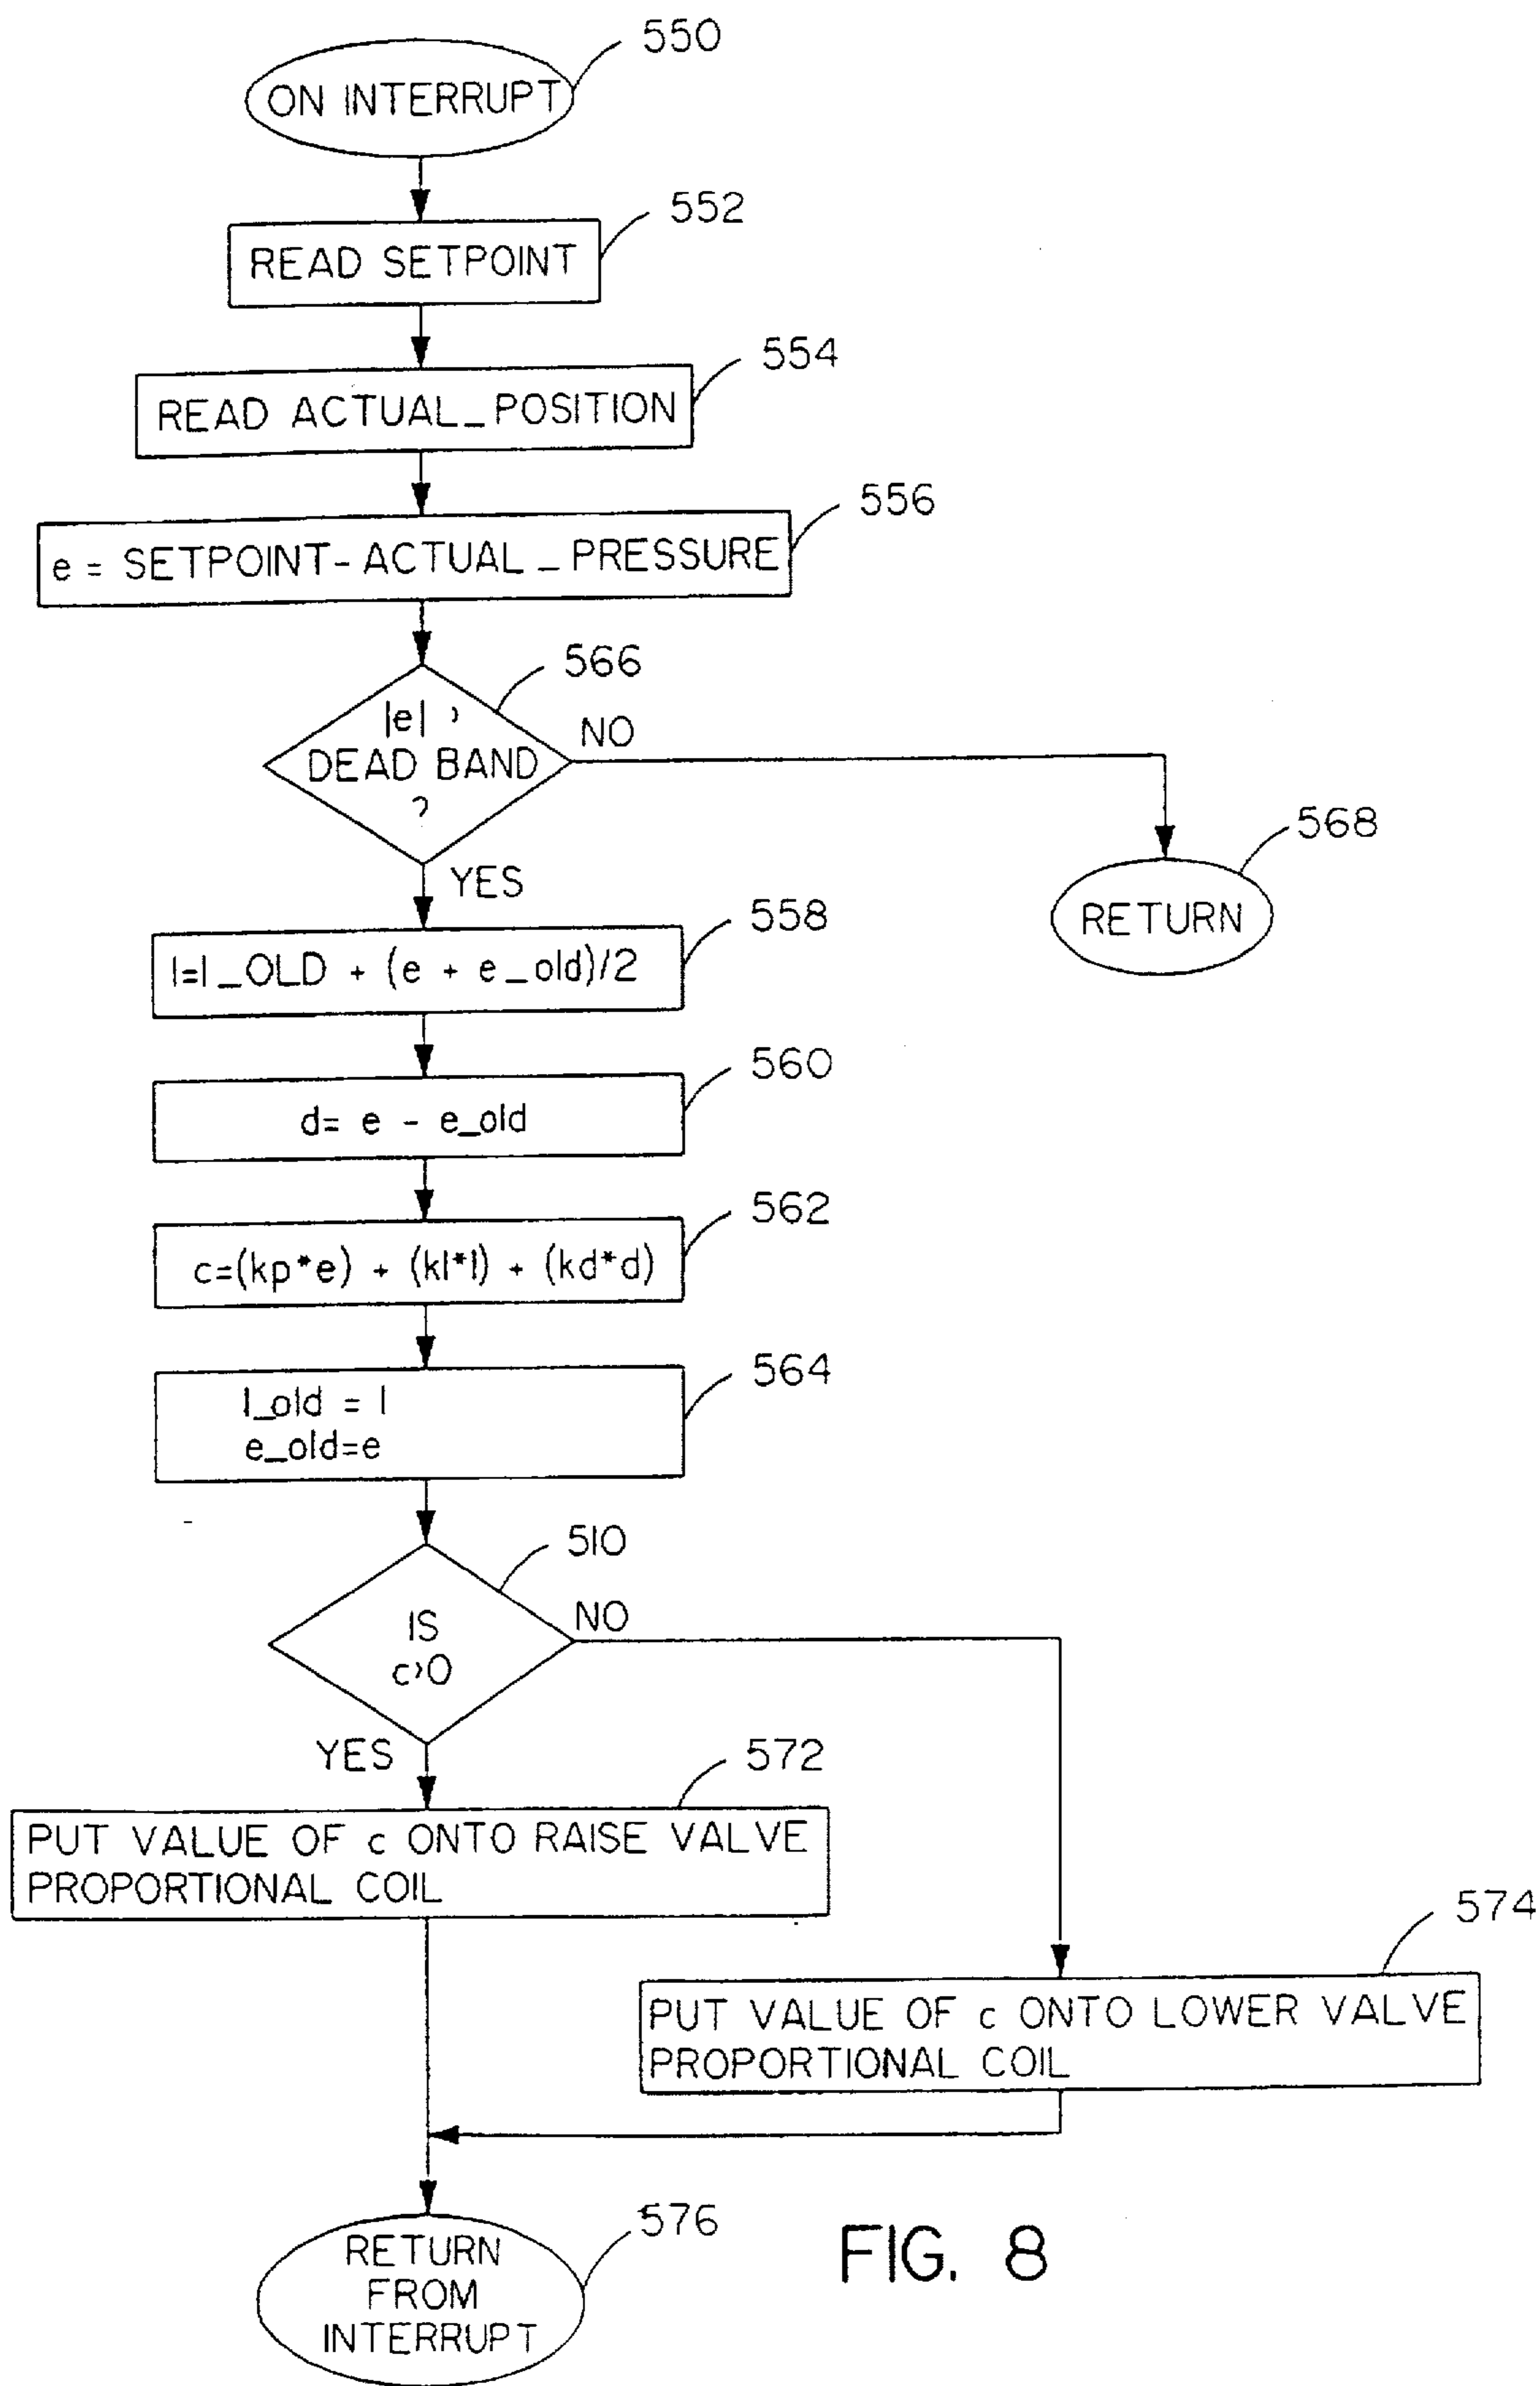 550
ON INTERRUPT
552
READ SETPOINT
554
READ ACTUAL_POSITION
556
e = SETPOINT-ACTUAL_PRESSURE
566
|e| >
DEAD BAND
?
NO
YES
568
RETURN
558
I=I_OLD + (e + e_old)/2
560
d= e - e_old
562
c=(kp*e) + (kI*I) + (kd*d)
564
I_old = I
e_old=e
510
IS
c>0
NO
YES
572
PUT VALUE OF c ONTO RAISE VALVE
PROPORTIONAL COIL
574
PUT VALUE OF c ONTO LOWER VALVE
PROPORTIONAL COIL
576
RETURN
FROM
INTERRUPT
FIG. 8